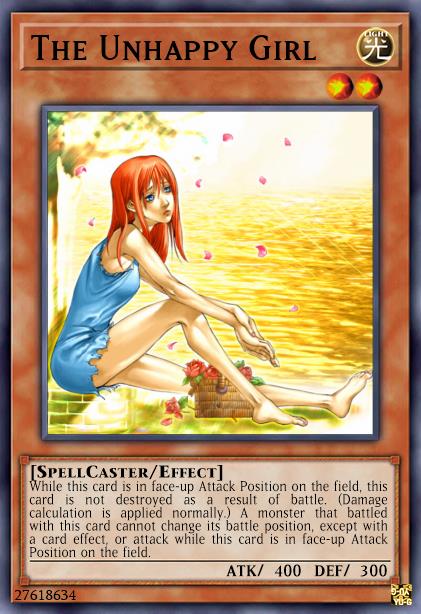 THE UNHAPPY GIRL
LIGHT
光
[SPELLCASTER/EFFECT]
While this card is in face-up Attack Position on the field, this
card is not destroyed as a result of battle. (Damage
calculation is applied normally.) A monster that battled
with this card cannot change its battle position, except with
a card effect, or attack while this card is in face-up Attack
Position on the field.
ATK/ 400 DEF/ 300
27618634